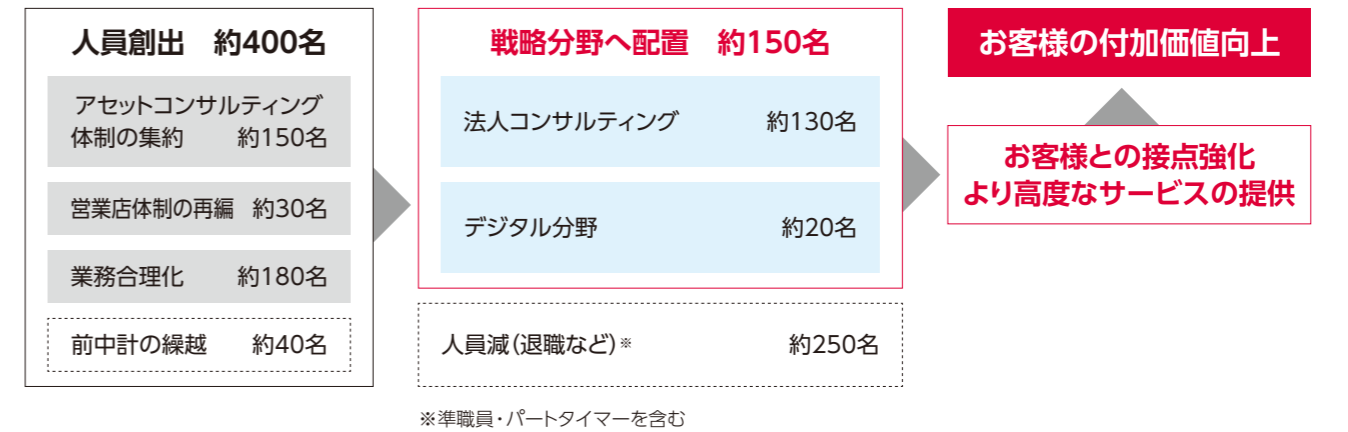 人員創出 約400名
アセットコンサルティング
体制の集約 約150名
営業店体制の再編 約30名
業務合理化 約180名
前中計の繰越 約40名
戦略分野へ配置 約150名
法人コンサルティング 約130名
デジタル分野 約20名
人員減(退職など)※ 約250名
※準職員・パートタイマーを含む
お客様の付加価値向上
お客様との接点強化
より高度なサービスの提供